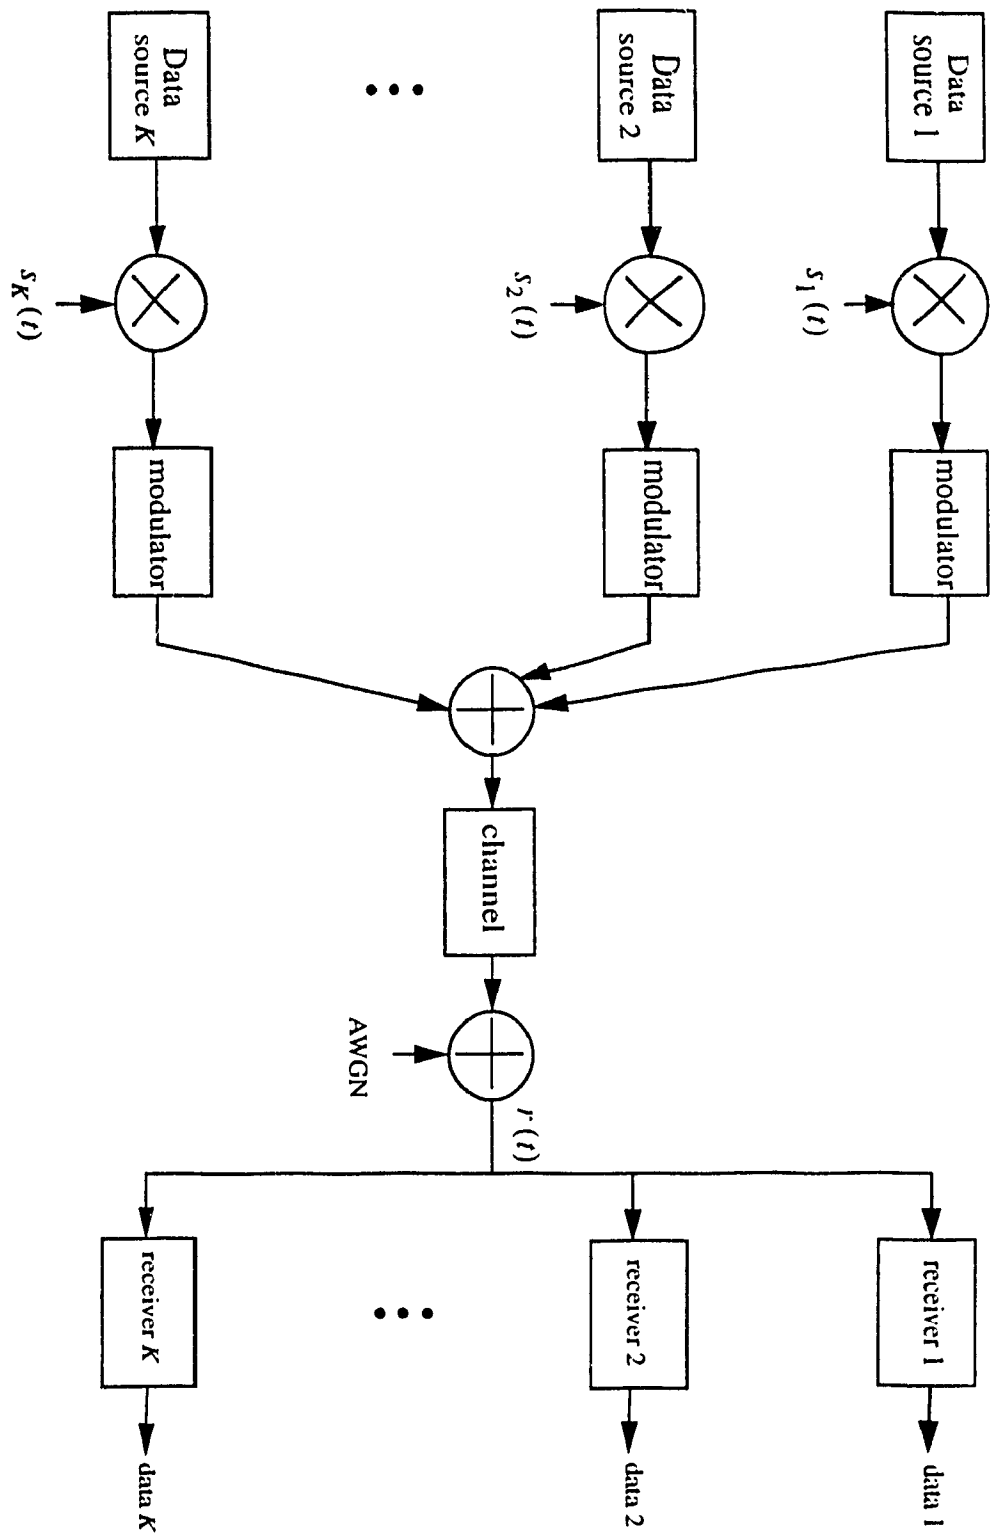 Data
source 1
s1(t)
modulator
Data
source 2
s2(t)
modulator
Data
source K
sK(t)
modulator
channel
AWGN
r(t)
receiver 1
data 1
receiver 2
data 2
receiver K
data K